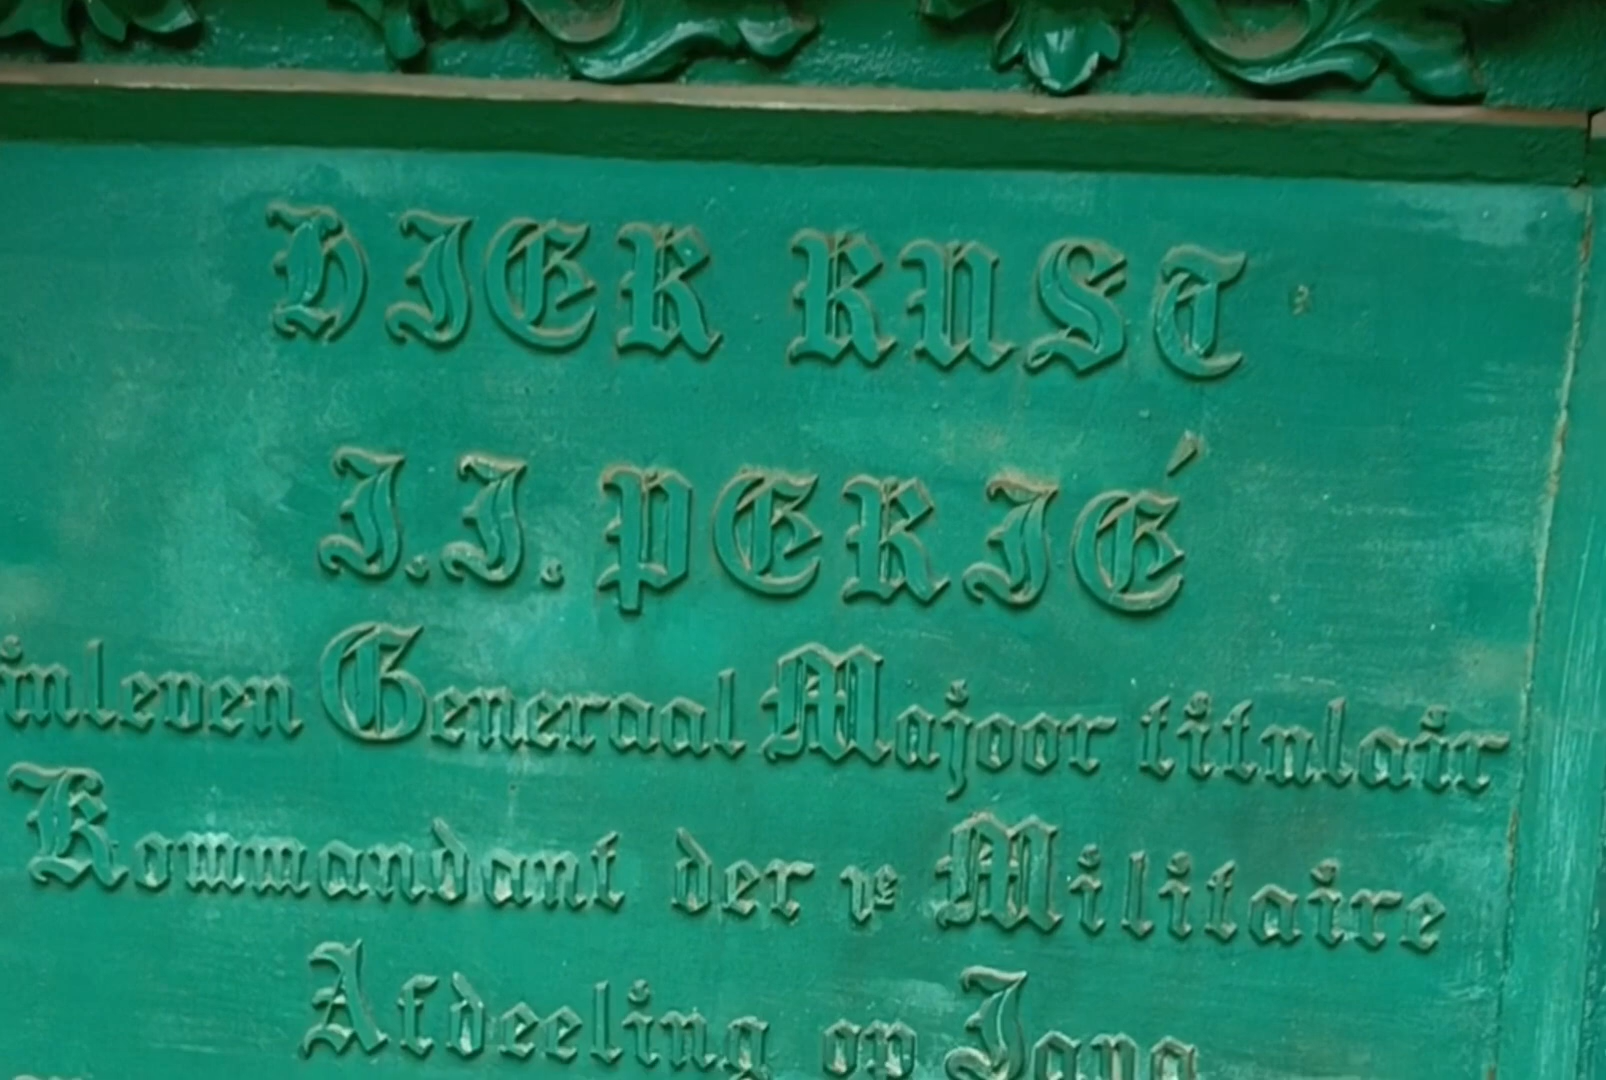 HIER RUST
J.J. PERIÉ
inleven Generaal Majoor titulair
Kommandant der 1e Militaire
Afdeeling op Java